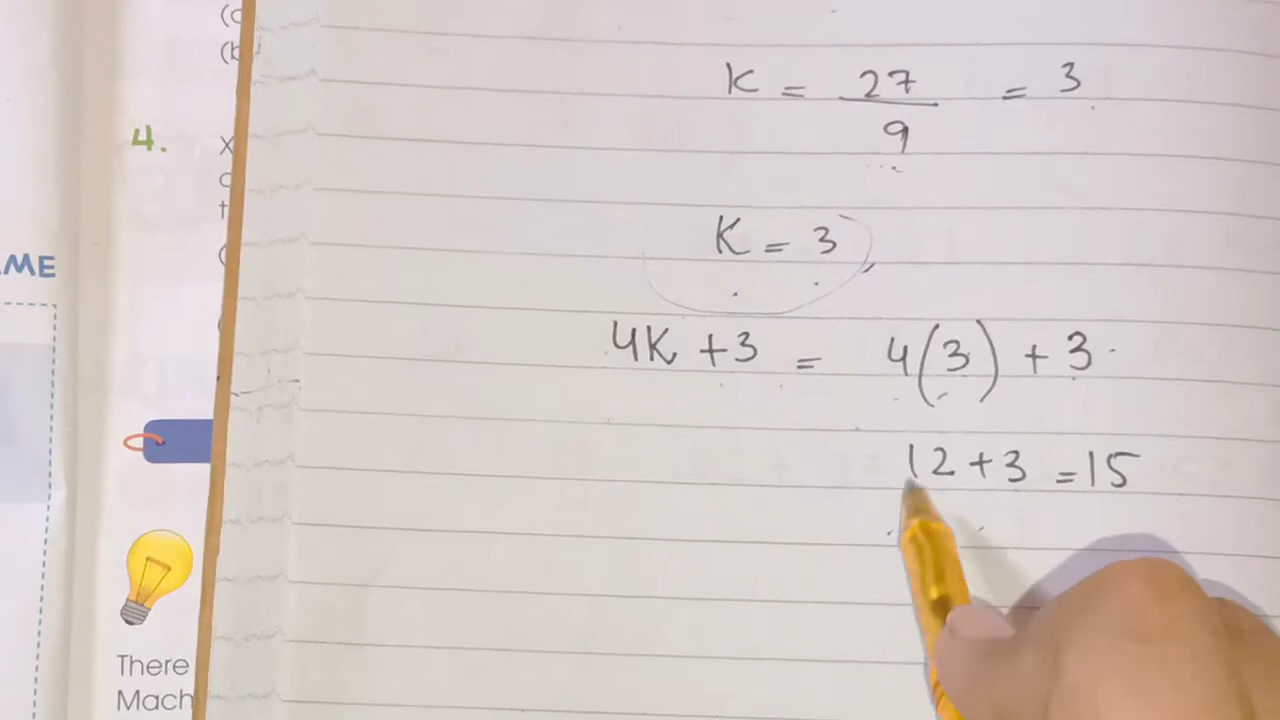 (b)
4.
ME
K = 27/9 = 3
K = 3
4K + 3 = 4(3) + 3
12 + 3 = 15
There
Mach